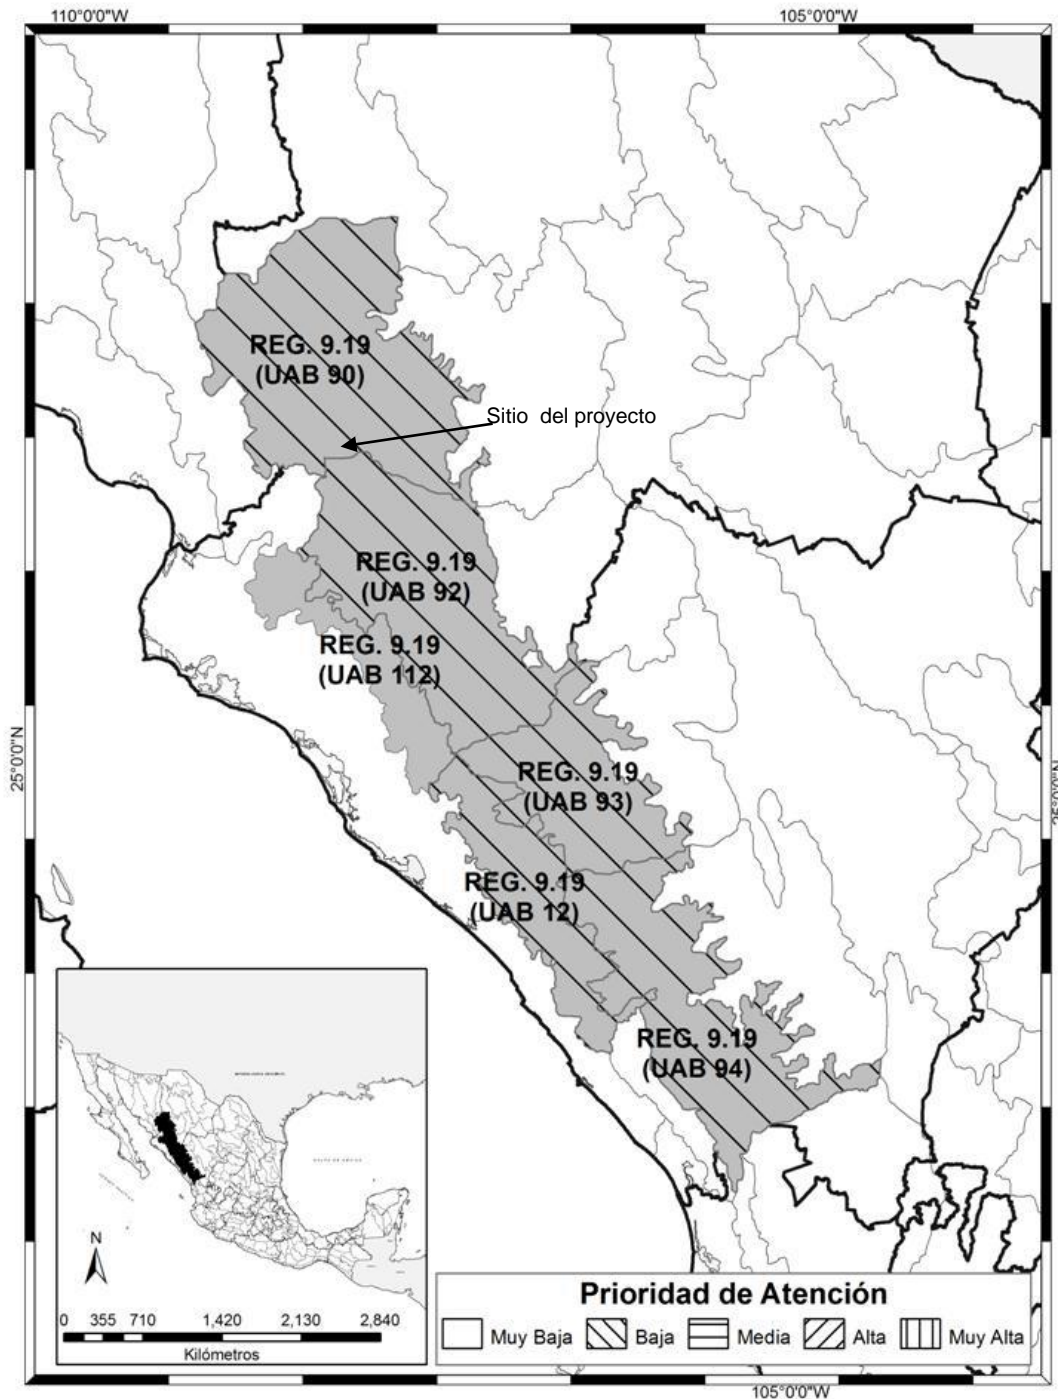 110°0'0"W
105°0'0"W
REG. 9.19
(UAB 90)
Sitio del proyecto
REG. 9.19
(UAB 92)
REG. 9.19
(UAB 112)
25°0'0"N
REG. 9.19
(UAB 93)
REG. 9.19
(UAB 12)
REG. 9.19
(UAB 94)
N
0 355 710 1,420 2,130 2,840
Kilómetros
Prioridad de Atención
Muy Baja
Baja
Media
Alta
Muy Alta
105°0'0"W